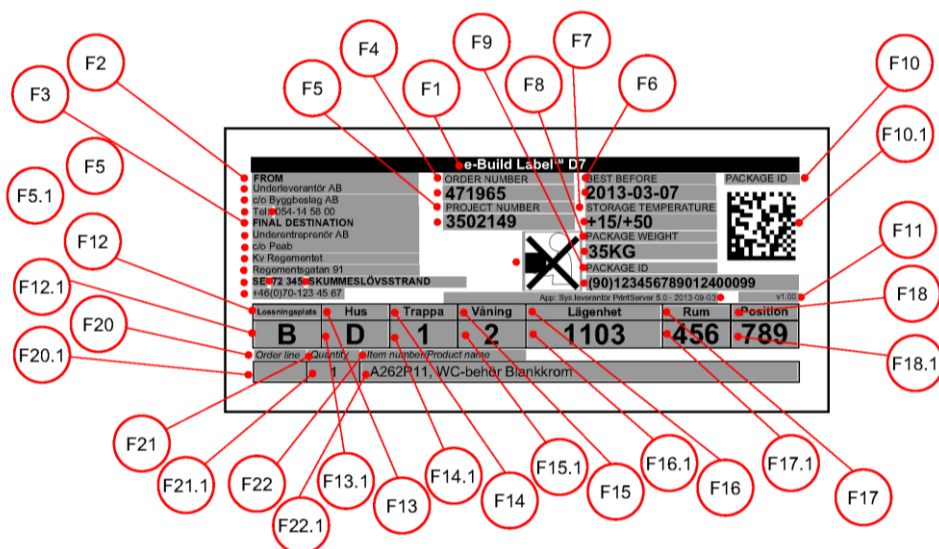 F9
F7
F4
F8
F6
F2
F5
F1
F10
F3
F10.1
F5
F5.1
F12
F11
F12.1
F18
F20
F18.1
F20.1
e-Build Label™ D7
FROM
Underleverantör AB
c/o Byggbeslag AB
Tel: 054-14 58 00
FINAL DESTINATION
Underentreprenör AB
c/o Peab
Kv Regementet
Regementsgatan 91
SE-72 345 SKUMMESLÖVSSTRAND
+46(0)70-123 45 67
ORDER NUMBER
471965
PROJECT NUMBER
3502149
BEST BEFORE
2013-03-07
STORAGE TEMPERATURE
+15/+50
PACKAGE WEIGHT
35KG
PACKAGE ID
(90)123456789012400099
PACKAGE ID
App: Sys.leverantör PrintServer 5.0 - 2013-09-03
v1.00
Lossningsplats Hus Trappa Våning Lägenhet Rum Position
B D 1 2 1103 456 789
Order line Quantity Item number/Product name
1 A262P11, WC-behör Blankkrom
F21
F21.1
F22
F22.1
F13.1
F13
F14.1
F14
F15.1
F15
F16.1
F16
F17.1
F17